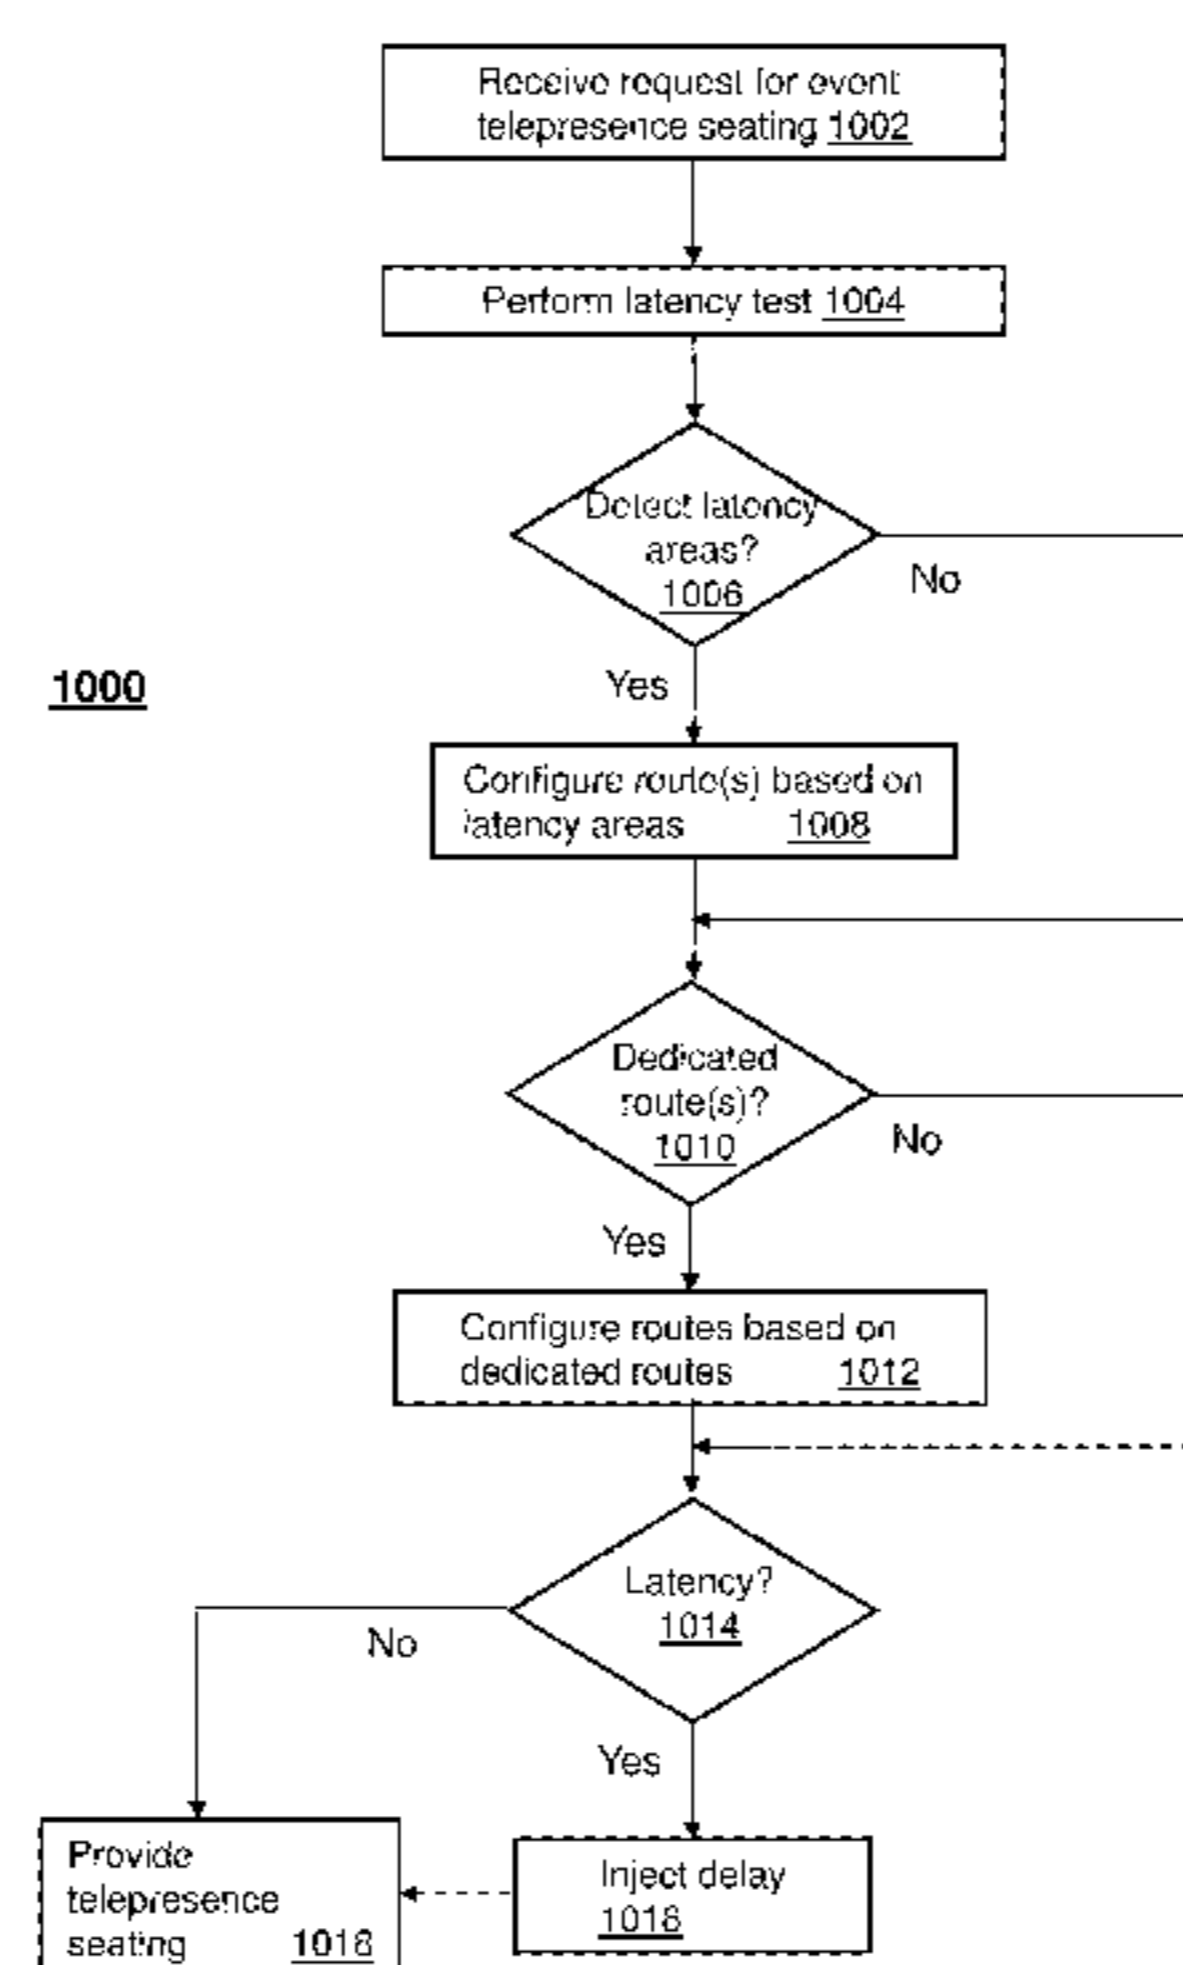 Receive request for event
telepresence seating 1002
Perform latency test 1004
Detect latency
areas?
1006
No
Yes
1000
Configure route(s) based on
latency areas 1008
Dedicated
route(s)?
1010
No
Yes
Configure routes based on
dedicated routes 1012
Latency?
1014
No
Yes
Provide
telepresence
seating
Inject delay